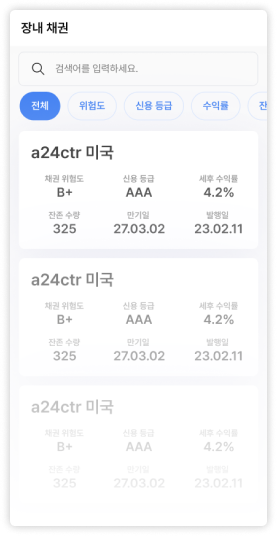 장내 채권
검색어를 입력하세요.
전체 위험도 신용 등급 수익률 잔
a24ctr 미국
채권 위험도 신용 등급 세후 수익률
B+ AAA 4.2%
잔존 수량 만기일 발행일
325 27.03.02 23.02.11
a24ctr 미국
채권 위험도 신용 등급 세후 수익률
B+ AAA 4.2%
잔존 수량 만기일 발행일
325 27.03.02 23.02.11
a24ctr 미국
채권 위험도 신용 등급 세후 수익률
B+ AAA 4.2%
잔존 수량 만기일 발행일
325 27.03.02 23.02.11